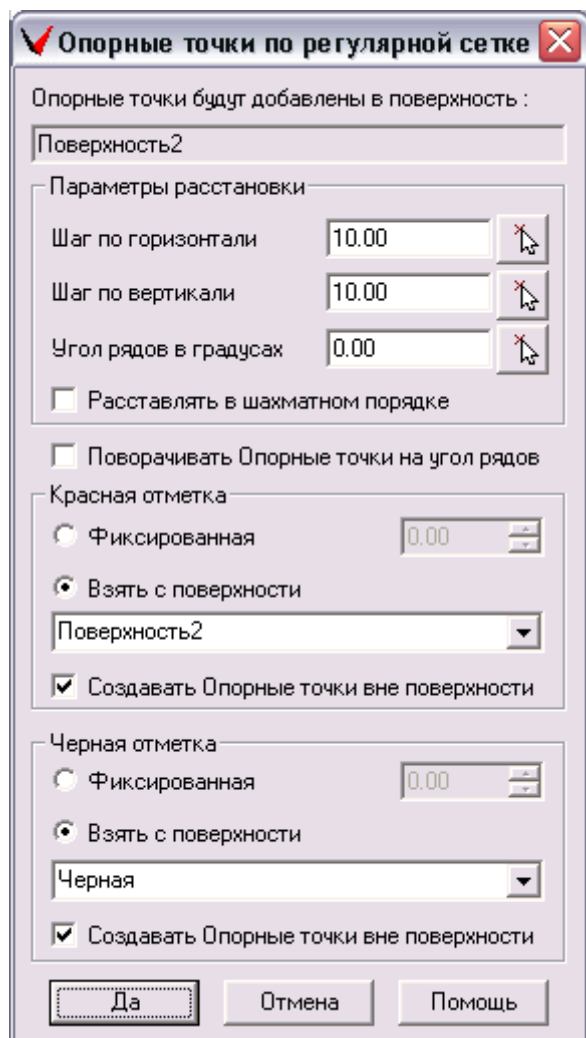 Опорные точки по регулярной сетке
Опорные точки будут добавлены в поверхность :
Поверхность2
Параметры расстановки
Шаг по горизонтали 10.00
Шаг по вертикали 10.00
Угол рядов в градусах 0.00
Расставлять в шахматном порядке
Поворачивать Опорные точки на угол рядов
Красная отметка
Фиксированная 0.00
Взять с поверхности
Поверхность2
Создавать Опорные точки вне поверхности
Черная отметка
Фиксированная 0.00
Взять с поверхности
Черная
Создавать Опорные точки вне поверхности
Да Отмена Помощь